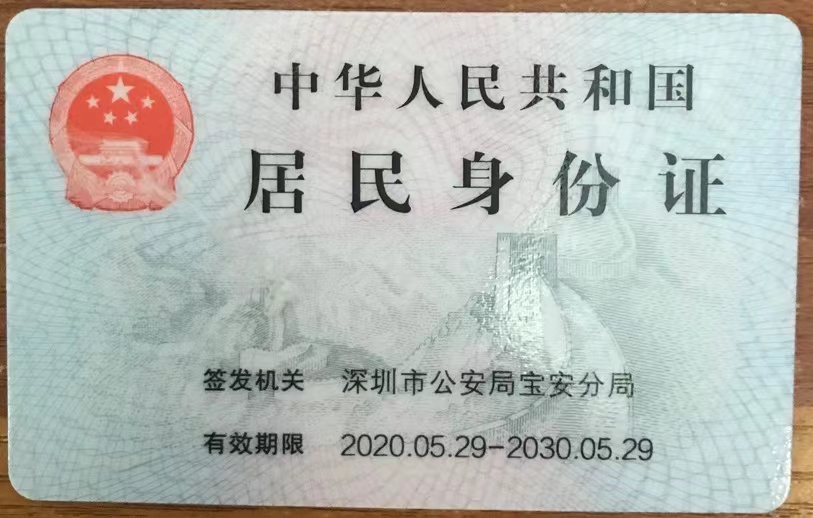 中华人民共和国
居民身份证
签发机关 深圳市公安局宝安分局
有效期限 2020.05.29-2030.05.29